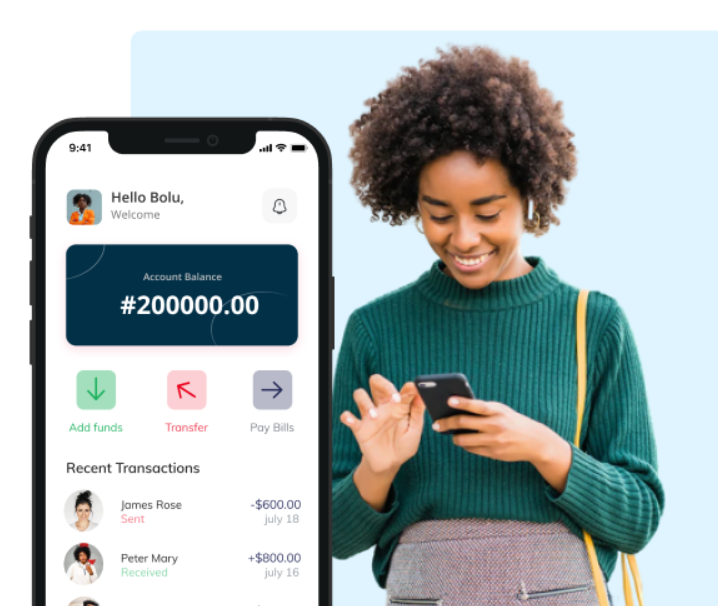 9:41
Hello Bolu,
Welcome
Account Balance
#200000.00
Add funds
Transfer
Pay Bills
Recent Transactions
James Rose
-$600.00
Sent
july 18
Peter Mary
+$800.00
Received
july 16